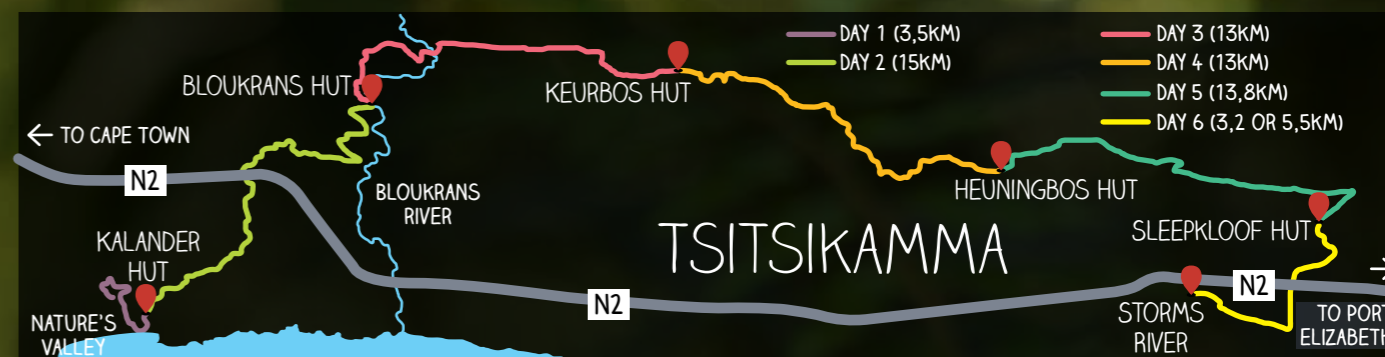 DAY 1 (3,5KM)
DAY 2 (15KM)
DAY 3 (13KM)
DAY 4 (13KM)
DAY 5 (13,8KM)
DAY 6 (3,2 OR 5,5KM)
BLOUKRANS HUT
KEURBOS HUT
← TO CAPE TOWN
N2
BLOUKRANS
RIVER
HEUNINGBOS HUT
KALANDER
HUT
TSITSIKAMMA
SLEEPKLOOF HUT
N2
N2
NATURE'S
VALLEY
STORMS
RIVER
TO PORT
ELIZABETH